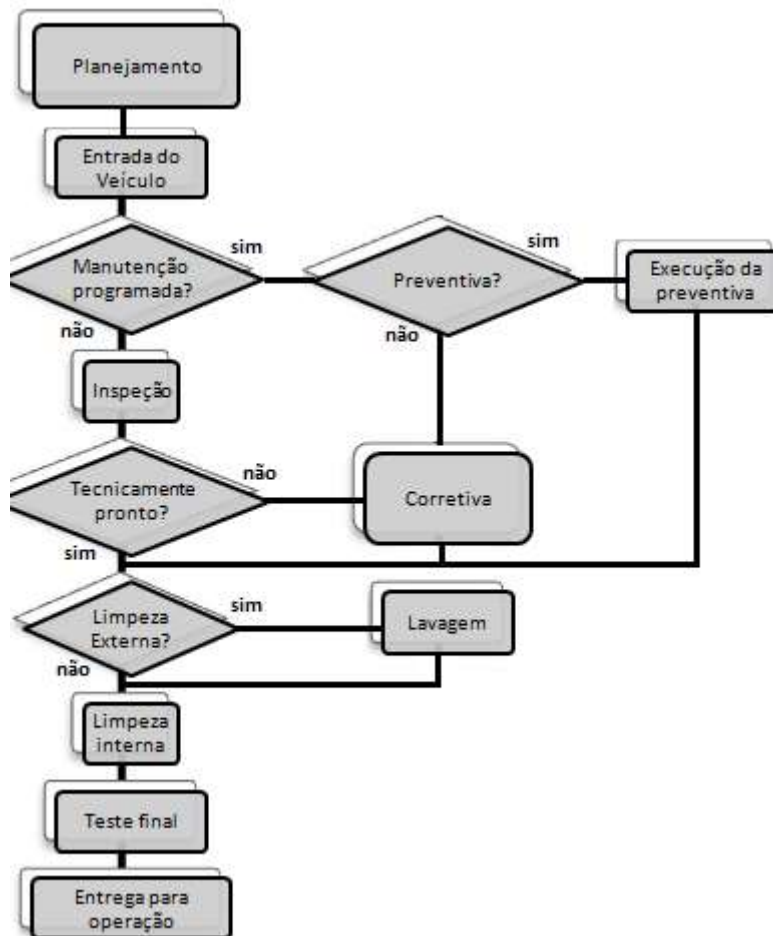 Planejamento
Entrada do
Veículo
sim
sim
Manutenção
programada?
Preventiva?
Execução da
preventiva
não
não
Inspeção
não
Tecnicamente
pronto?
Corretiva
sim
sim
Limpeza
Externa?
Lavagem
não
Limpeza
interna
Teste final
Entrega para
operação